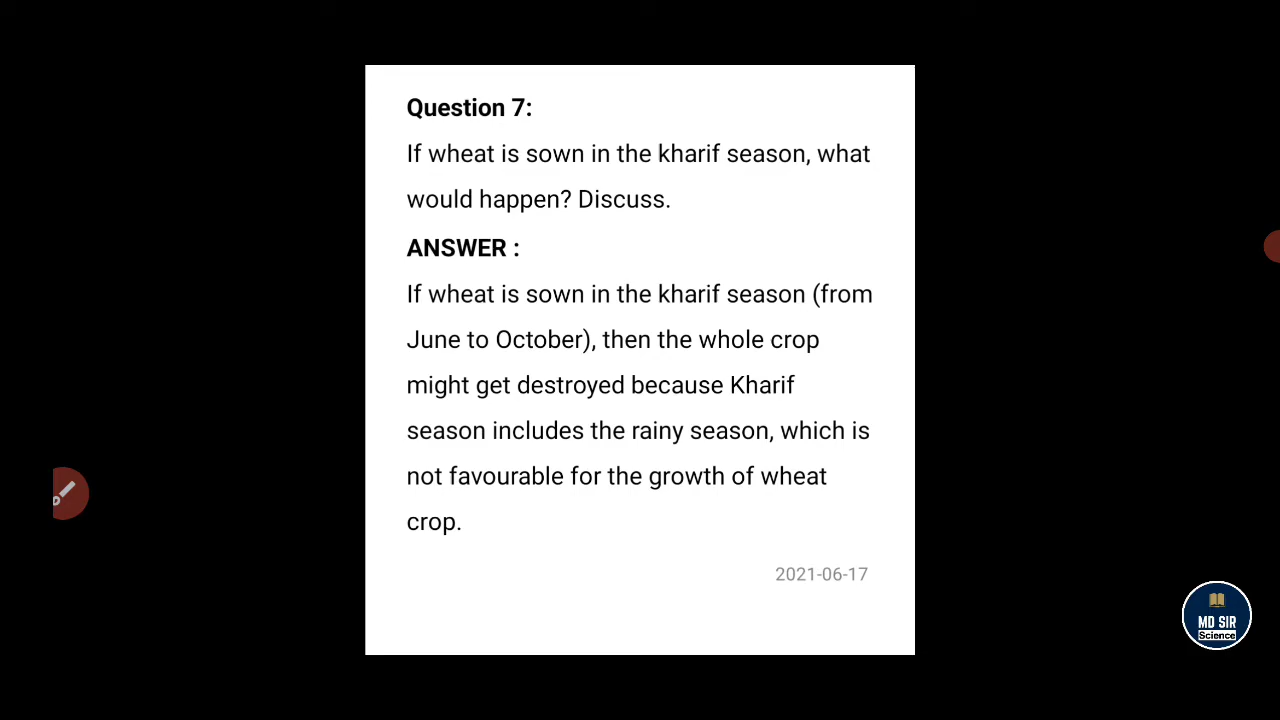 Question 7:
If wheat is sown in the kharif season, what
would happen? Discuss.
ANSWER :
If wheat is sown in the kharif season (from
June to October), then the whole crop
might get destroyed because Kharif
season includes the rainy season, which is
not favourable for the growth of wheat
crop.
2021-06-17
MD SIR
Science